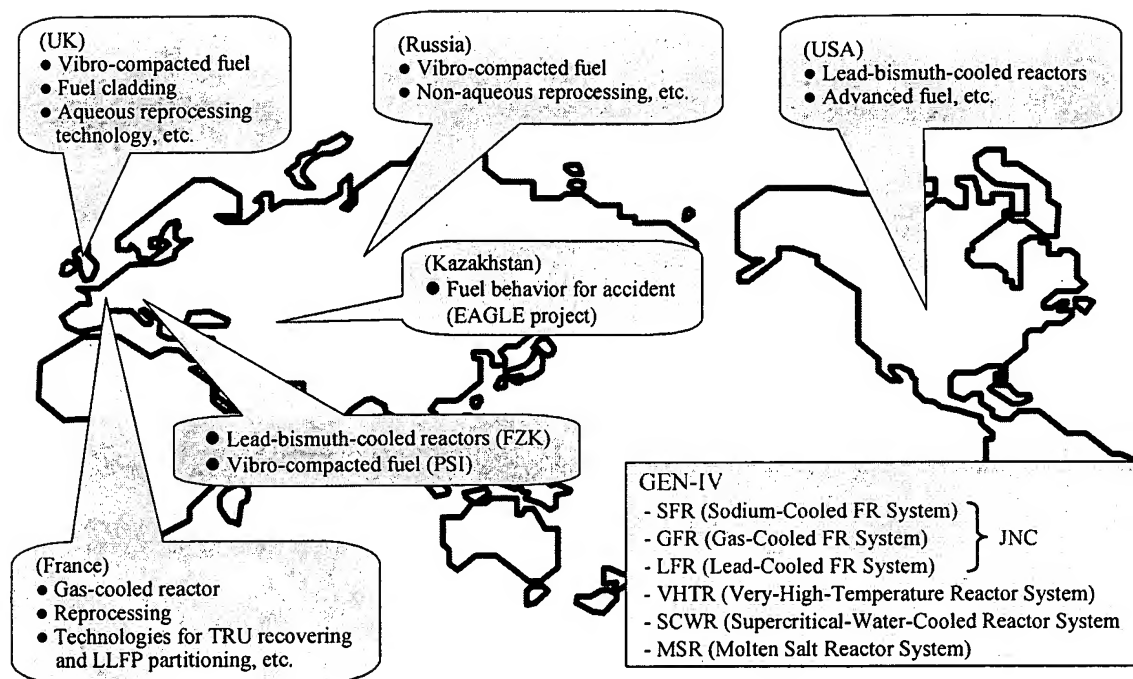 (UK)
● Vibro-compacted fuel
● Fuel cladding
● Aqueous reprocessing
technology, etc.
(Russia)
● Vibro-compacted fuel
● Non-aqueous reprocessing, etc.
(USA)
● Lead-bismuth-cooled reactors
● Advanced fuel, etc.
(Kazakhstan)
● Fuel behavior for accident
(EAGLE project)
● Lead-bismuth-cooled reactors (FZK)
● Vibro-compacted fuel (PSI)
(France)
● Gas-cooled reactor
● Reprocessing
● Technologies for TRU recovering
and LLFP partitioning, etc.
GEN-IV
- SFR (Sodium-Cooled FR System)
- GFR (Gas-Cooled FR System)
JNC
- LFR (Lead-Cooled FR System)
- VHTR (Very-High-Temperature Reactor System)
- SCWR (Supercritical-Water-Cooled Reactor System
- MSR (Molten Salt Reactor System)